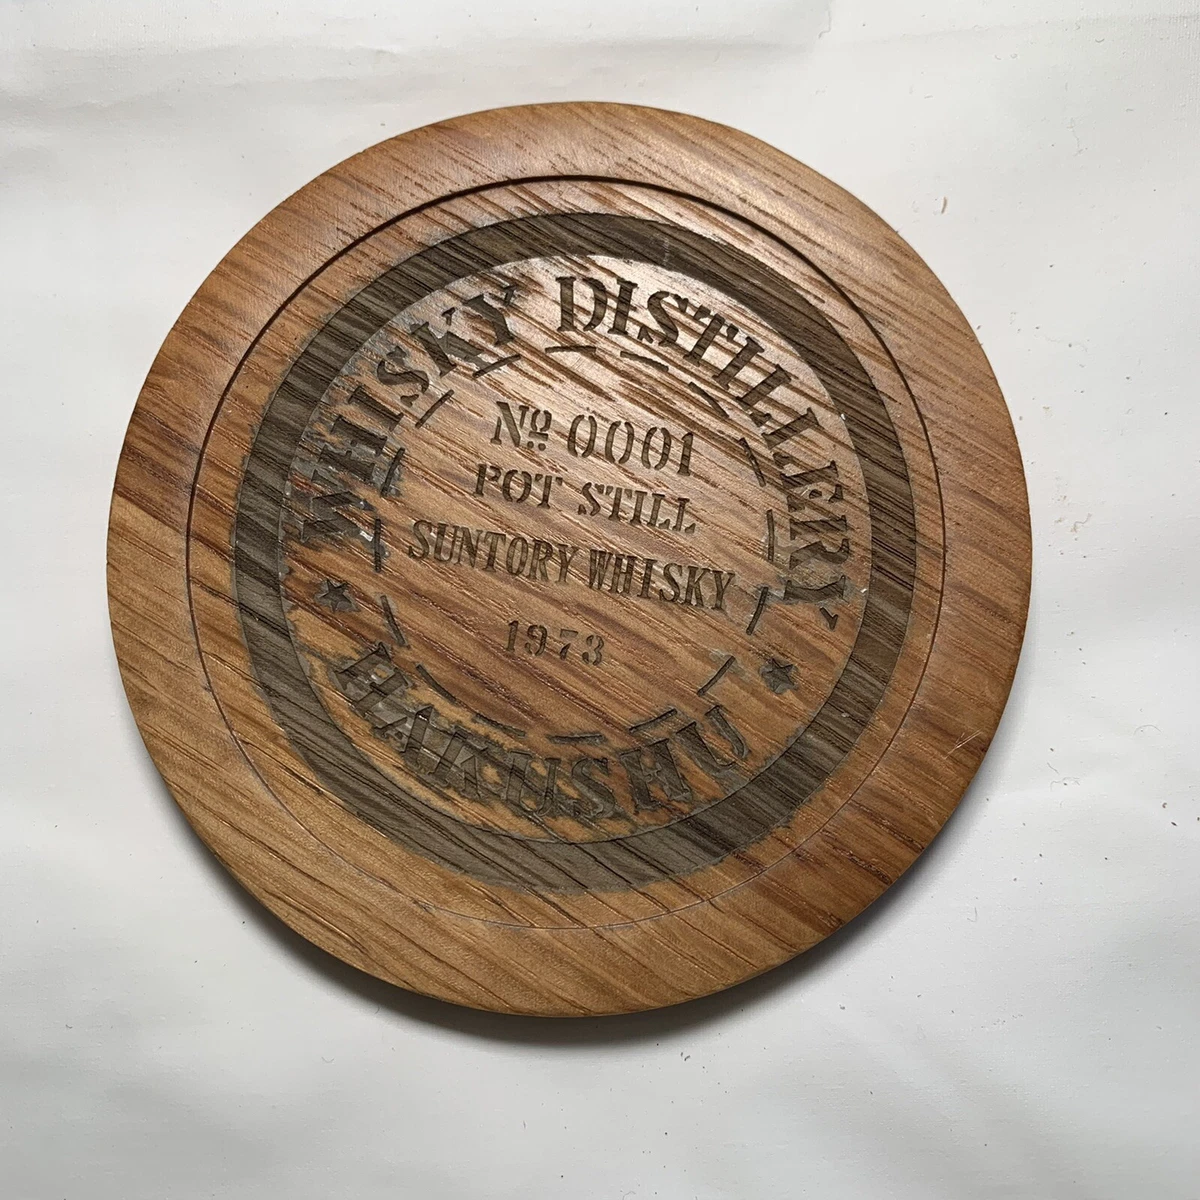 WHISKY DISTILLERY
No 0001
POT STILL
SUNTORY WHISKY
1973
HAKUSHU